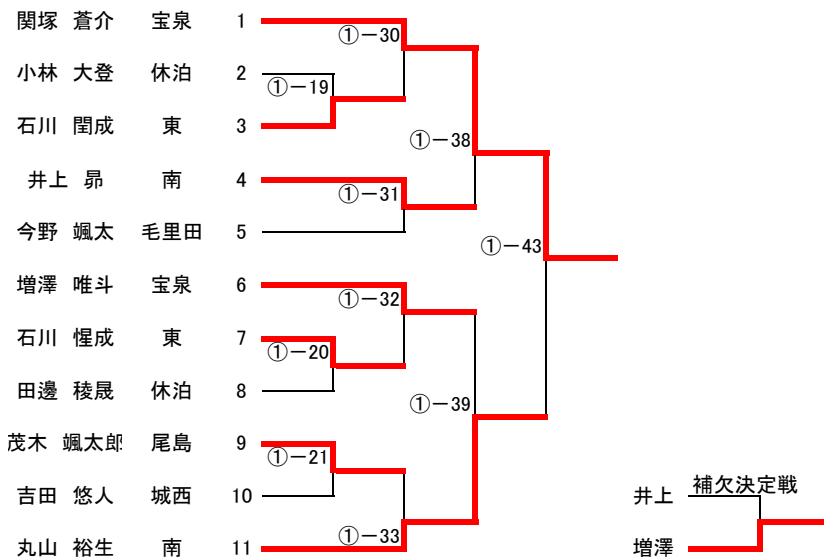 関塚 蒼介 宝泉 1
①－30
小林 大登 休泊 2
①－19
石川 閏成 東 3
①－38
井上 昴 南 4
①－31
今野 颯太 毛里田 5
①－43
増澤 唯斗 宝泉 6
①－32
石川 惺成 東 7
①－20
田邊 稜晟 休泊 8
①－39
茂木 颯太郎 尾島 9
①－21
吉田 悠人 城西 10
①－33
丸山 裕生 南 11
補欠決定戦
井上
増澤